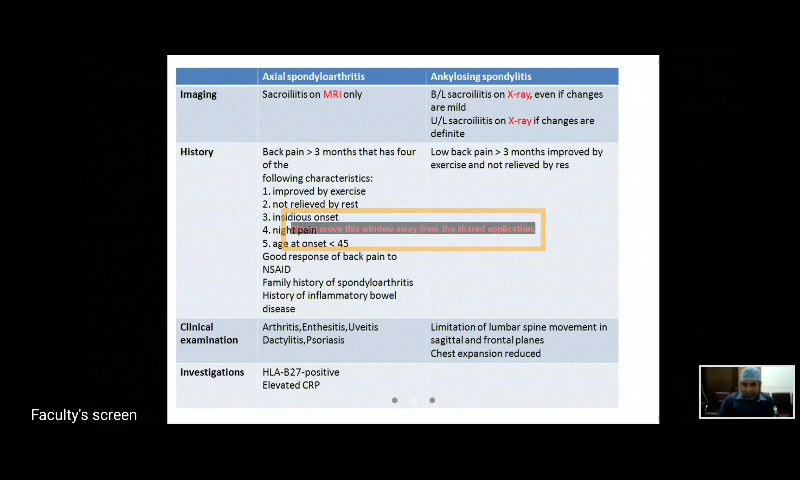 Axial spondyloarthritis
Ankylosing spondylitis
Imaging
Sacroiliitis on MRI only
B/L sacroiliitis on X-ray, even if changes
are mild
U/L sacroiliitis on X-ray if changes are
definite
History
Back pain > 3 months that has four
of the
following characteristics:
1. improved by exercise
2. not relieved by rest
3. insidious onset
4. night pain
5. age at onset < 45
Good response of back pain to
NSAID
Family history of spondyloarthritis
History of inflammatory bowel
disease
Low back pain > 3 months improved by
exercise and not relieved by res
move this window away from the shared application.
Clinical
examination
Arthritis,Enthesitis,Uveitis
Dactylitis,Psoriasis
Limitation of lumbar spine movement in
sagittal and frontal planes
Chest expansion reduced
Investigations
HLA-B27-positive
Elevated CRP
Faculty's screen